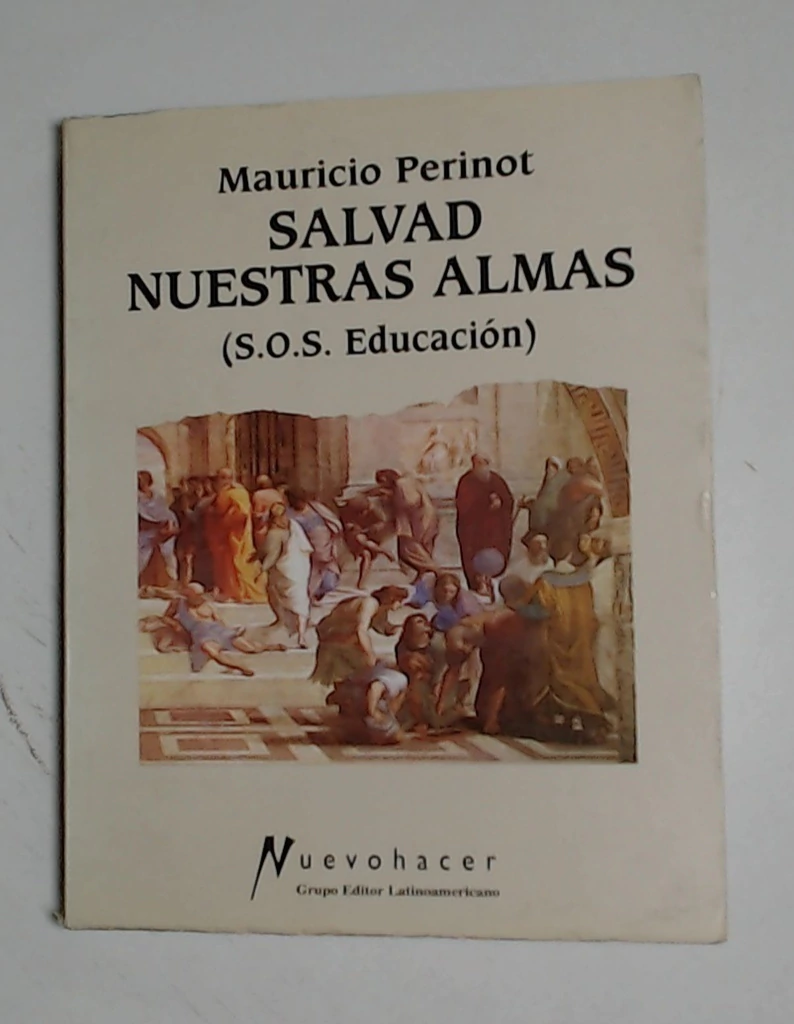 Mauricio Perinot
SALVAD
NUESTRAS ALMAS
(S.O.S. Educación)
Nuevohacer
Grupo Editor Latinoamericano